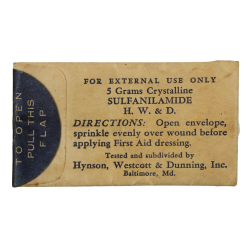 TO OPEN
PULL THIS
FLAP
FOR EXTERNAL USE ONLY
5 Grams Crystalline
SULFANILAMIDE
H. W. & D.
DIRECTIONS: Open envelope,
sprinkle evenly over wound before
applying First Aid dressing.
Tested and subdivided by
Hynson, Westcott & Dunning, Inc.
Baltimore, Md.